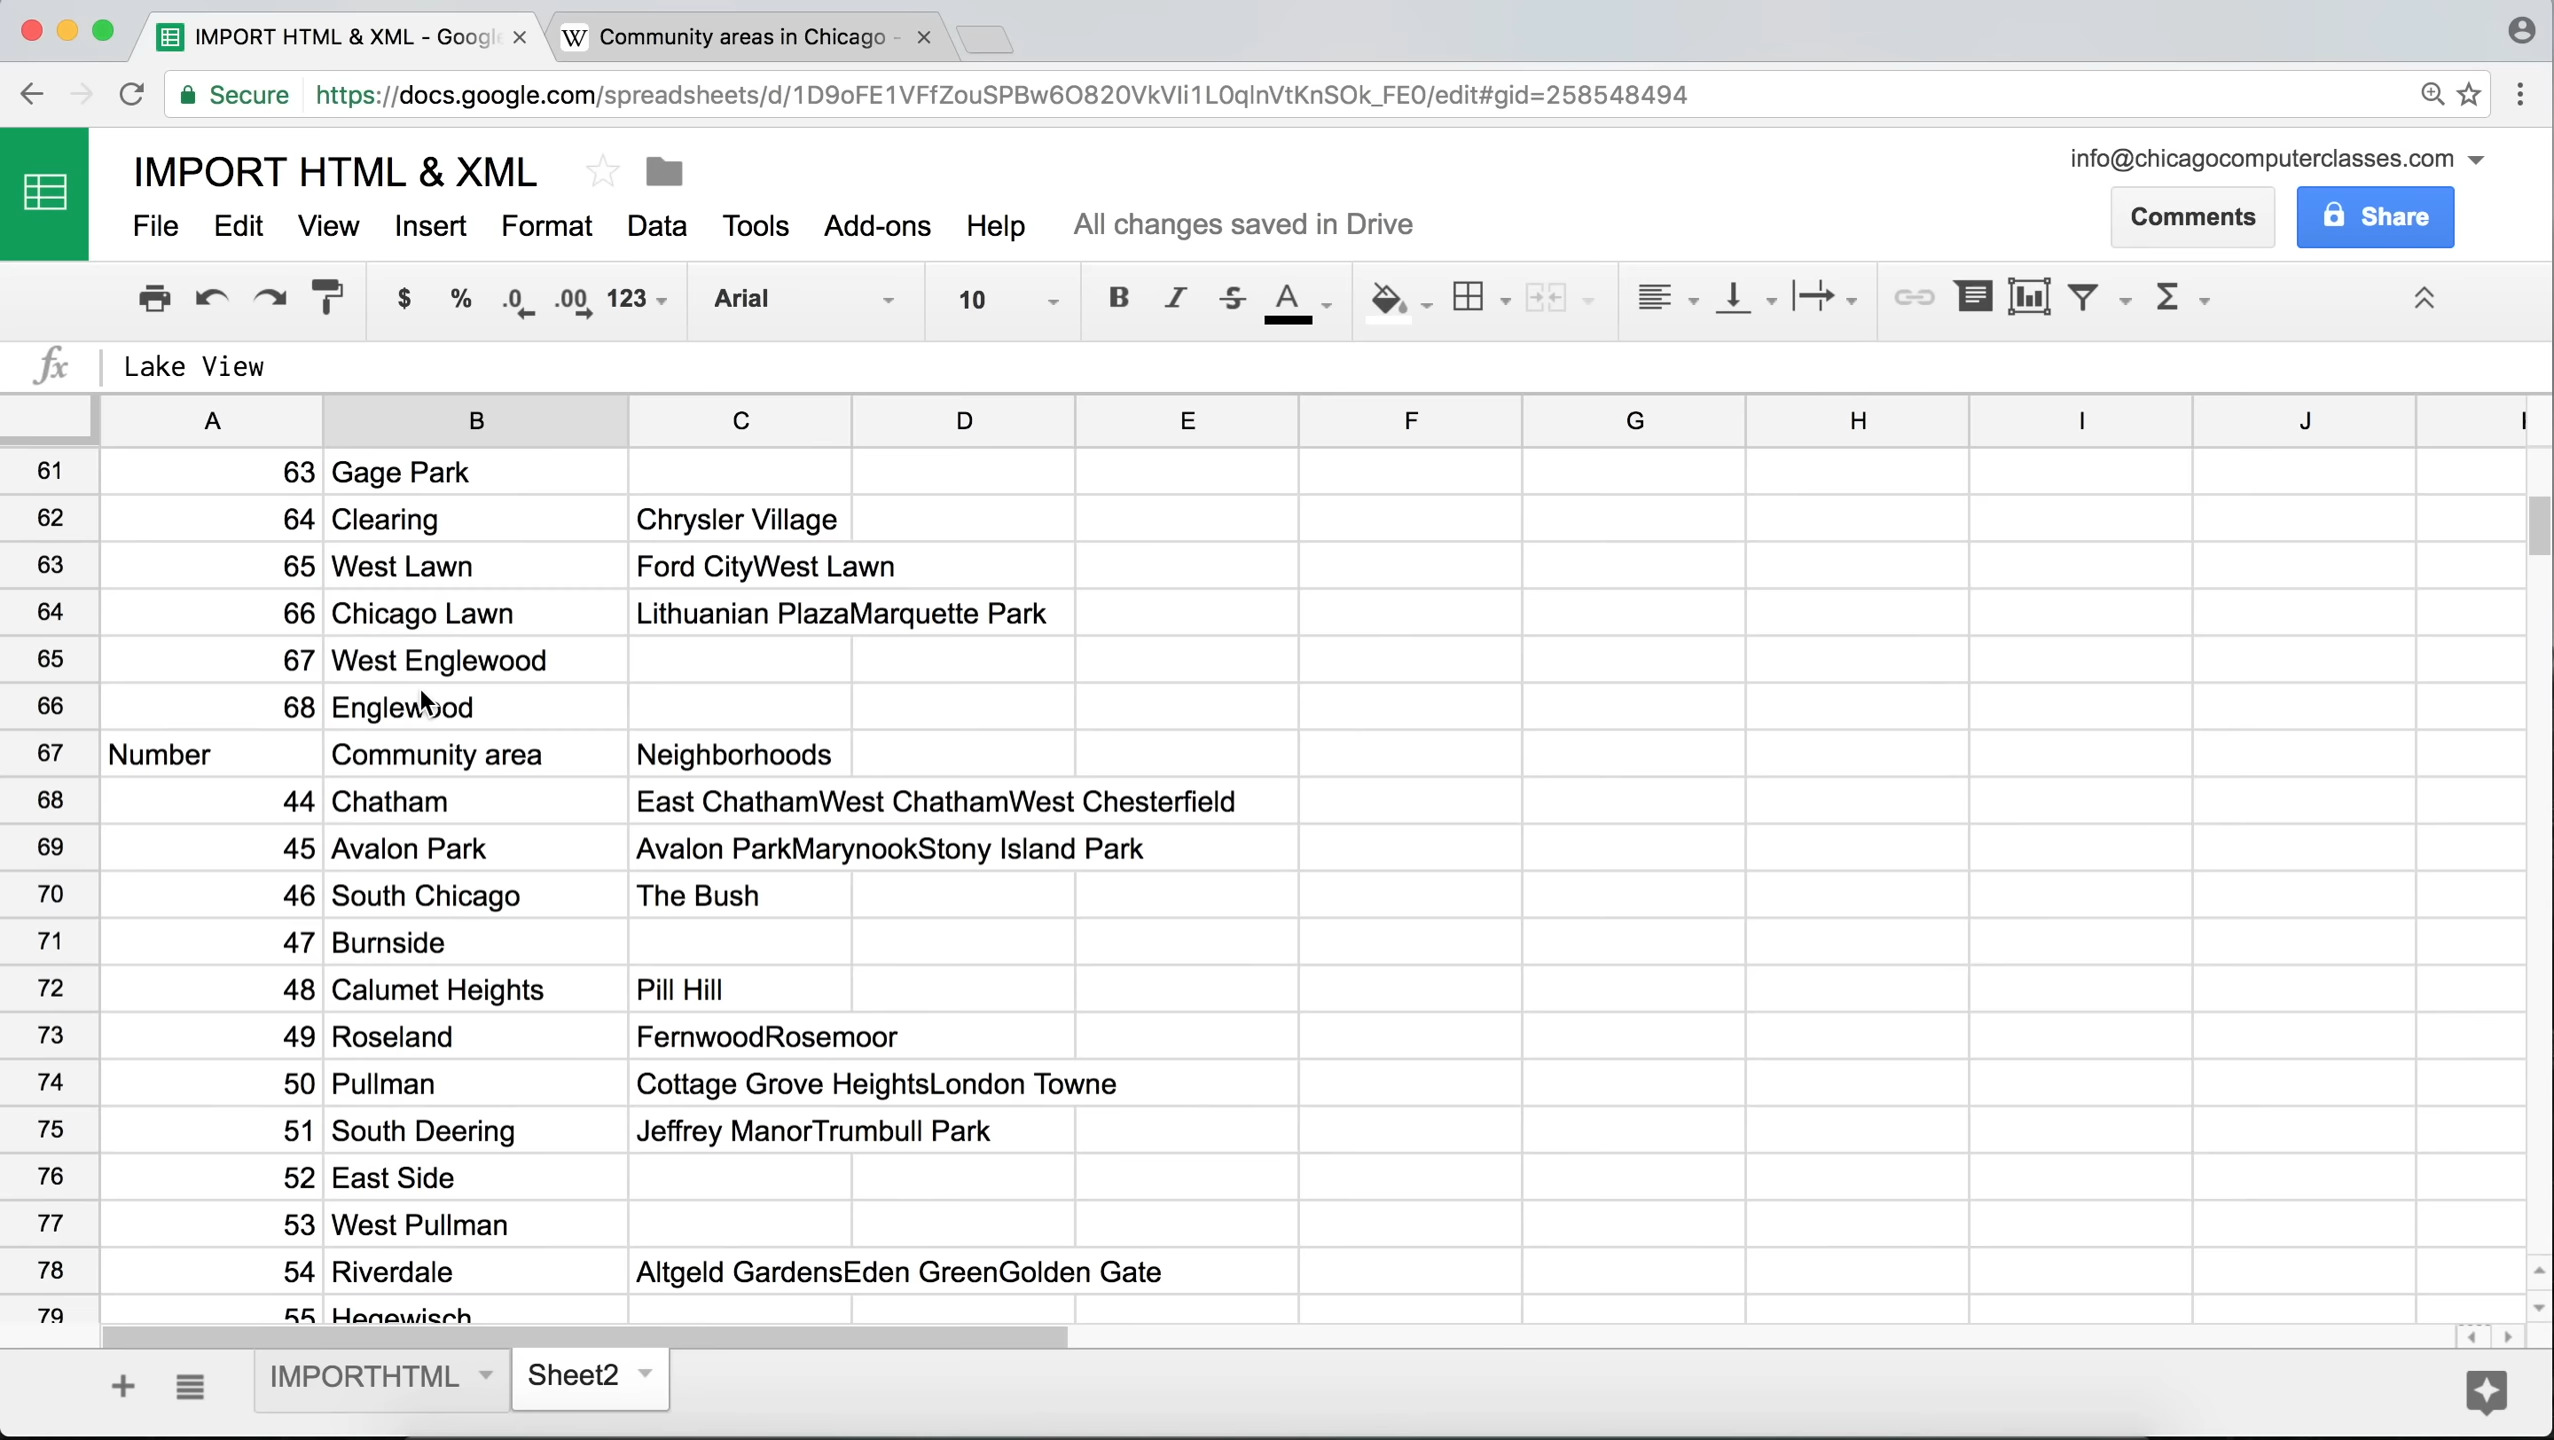 IMPORT HTML & XML - Google
W Community areas in Chicago -
Secure https://docs.google.com/spreadsheets/d/1D9oFE1VFfZouSPBw6O820VkVIi1L0qlnVtKnSOk_FE0/edit#gid=258548494
IMPORT HTML & XML
info@chicagocomputerclasses.com
File Edit View Insert Format Data Tools Add-ons Help All changes saved in Drive
Comments Share
$ % .0 .00 123 Arial 10 B I S A Σ
fx Lake View
A B C D E F G H I J
61 63 Gage Park
62 64 Clearing Chrysler Village
63 65 West Lawn Ford CityWest Lawn
64 66 Chicago Lawn Lithuanian PlazaMarquette Park
65 67 West Englewood
66 68 Englewood
67 Number Community area Neighborhoods
68 44 Chatham East ChathamWest ChathamWest Chesterfield
69 45 Avalon Park Avalon ParkMarynookStony Island Park
70 46 South Chicago The Bush
71 47 Burnside
72 48 Calumet Heights Pill Hill
73 49 Roseland FernwoodRosemoor
74 50 Pullman Cottage Grove HeightsLondon Towne
75 51 South Deering Jeffrey ManorTrumbull Park
76 52 East Side
77 53 West Pullman
78 54 Riverdale Altgeld GardensEden GreenGolden Gate
79 55 Hegewisch
IMPORTHTML Sheet2